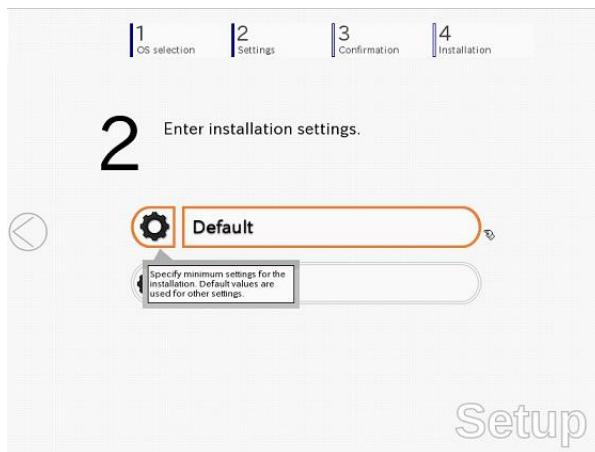 1
OS selection
2
Settings
3
Confirmation
4
Installation
2
Enter installation settings.
Default
Specify minimum settings for the
installation. Default values are
used for other settings.
Setup